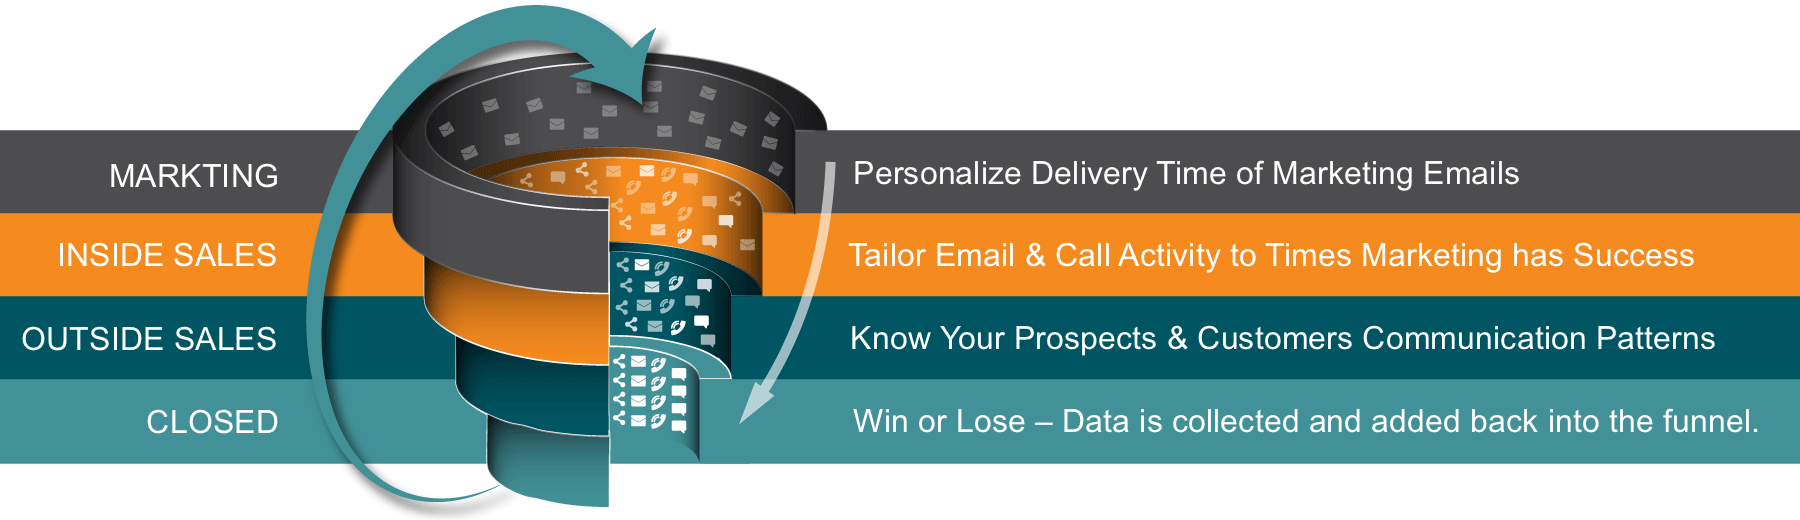 MARKTING
Personalize Delivery Time of Marketing Emails
INSIDE SALES
Tailor Email & Call Activity to Times Marketing has Success
OUTSIDE SALES
Know Your Prospects & Customers Communication Patterns
CLOSED
Win or Lose – Data is collected and added back into the funnel.